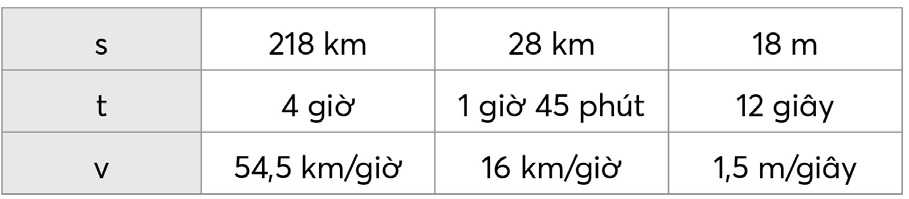 s 218 km 28 km 18 m
t 4 giờ 1 giờ 45 phút 12 giây
v 54,5 km/giờ 16 km/giờ 1,5 m/giây